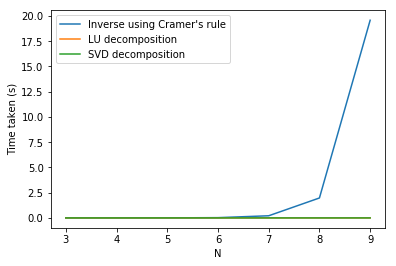 Inverse using Cramer's rule
LU decomposition
SVD decomposition
Time taken (s)
20.0
17.5
15.0
12.5
10.0
7.5
5.0
2.5
0.0
3 4 5 6 7 8 9
N